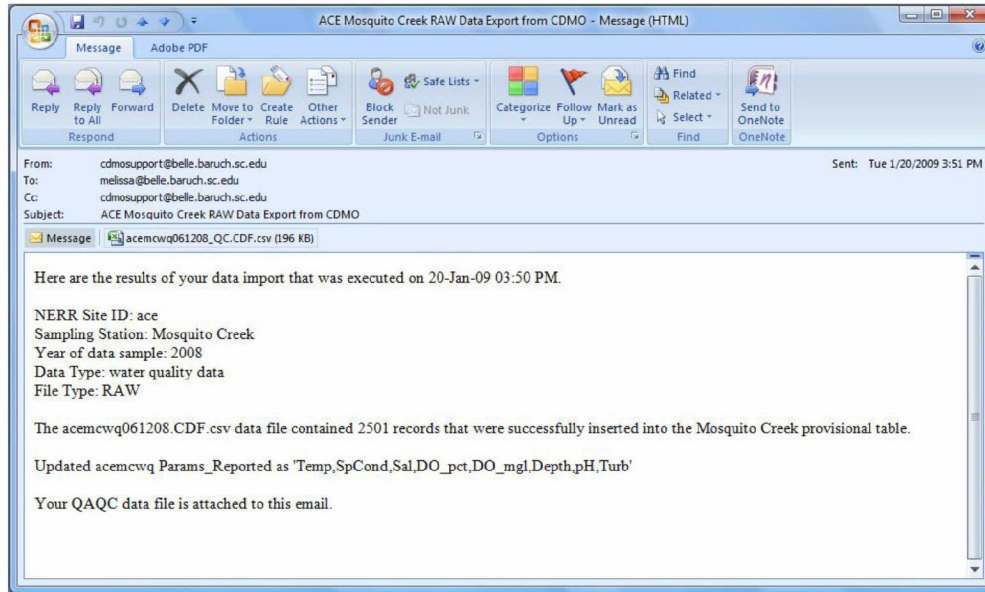 ACE Mosquito Creek RAW Data Export from CDMO - Message (HTML)
Message Adobe PDF
Reply Reply to All Forward Delete Move to Folder Create Rule Other Actions Block Sender Safe Lists Not Junk Categorize Follow Up Mark as Unread Find Related Select Send to OneNote
Respond Actions Junk E-mail Options Find OneNote
From: cdmosupport@belle.baruch.sc.edu Sent: Tue 1/20/2009 3:51 PM
To: melissa@belle.baruch.sc.edu
Cc: cdmosupport@belle.baruch.sc.edu
Subject: ACE Mosquito Creek RAW Data Export from CDMO
Message acemcwq061208_QC.CDF.csv (196 KB)
Here are the results of your data import that was executed on 20-Jan-09 03:50 PM.
NERR Site ID: ace
Sampling Station: Mosquito Creek
Year of data sample: 2008
Data Type: water quality data
File Type: RAW
The acemcwq061208.CDF.csv data file contained 2501 records that were successfully inserted into the Mosquito Creek provisional table.
Updated acemcwq Params_Reported as 'Temp,SpCond,Sal,DO_pct,DO_mgl,Depth,pH,Turb'
Your QAQC data file is attached to this email.